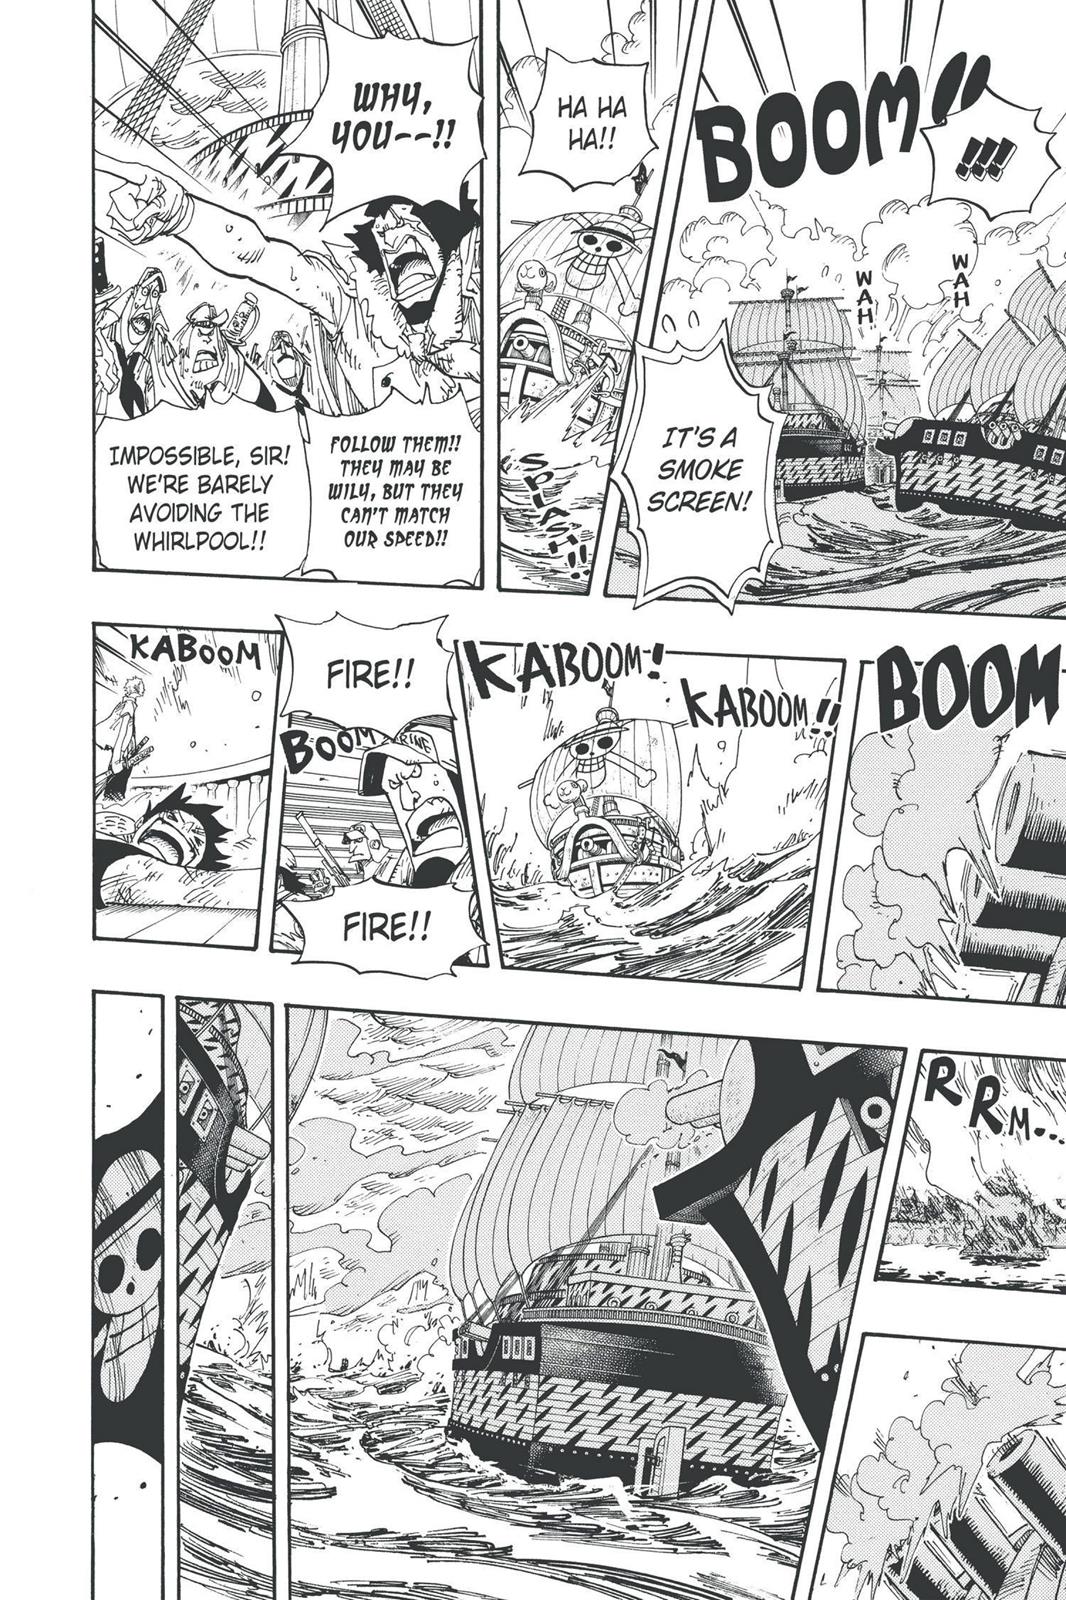 BOOM!!
!!!!
WAH
WAH
IT'S A
SMOKE
SCREEN!
HA HA
HA!!
SPLASH!!
WHY,
YOU--!!
FOLLOW THEM!!
THEY MAY BE
WILY, BUT THEY
CAN'T MATCH
OUR SPEED!!
IMPOSSIBLE, SIR!
WE'RE BARELY
AVOIDING THE
WHIRLPOOL!!
BOOM
KABOOM!
KABOOM!!
FIRE!!
BOOM
RINE
FIRE!!
KABOOM
RRM...